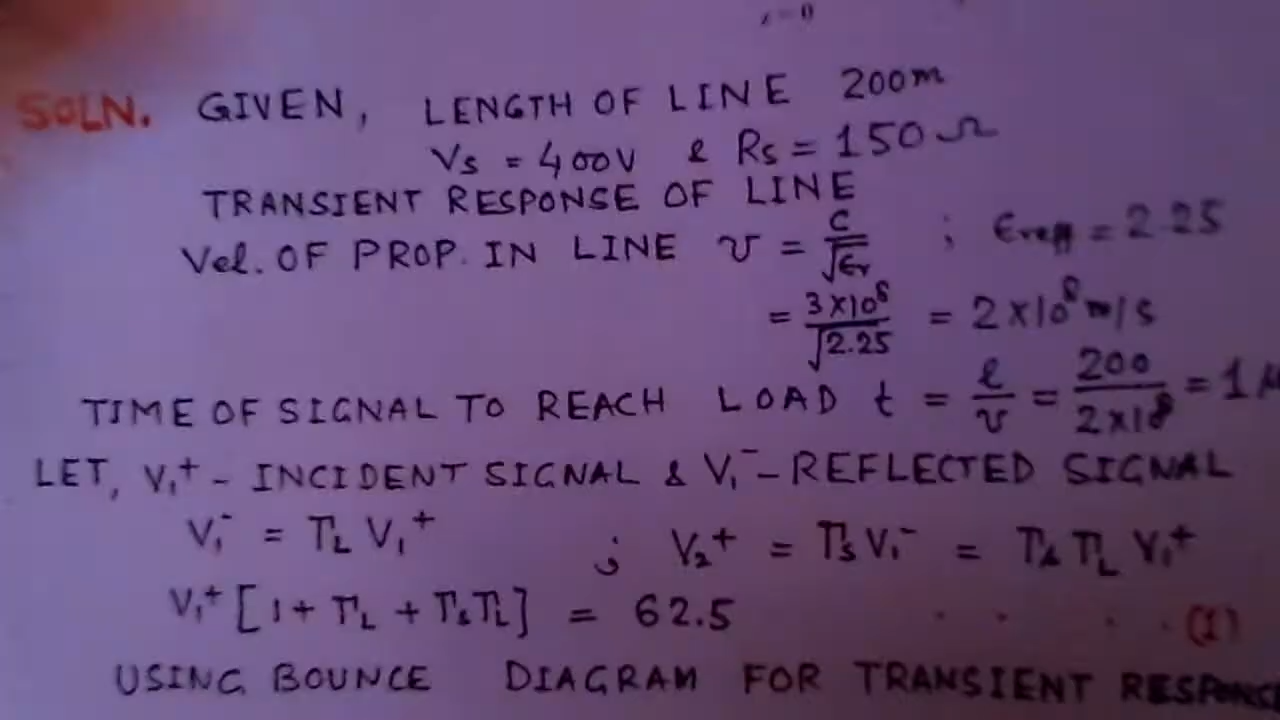 z = 0
SOLN. GIVEN, LENGTH OF LINE 200m
Vs = 400V & Rs = 150 Ω
TRANSIENT RESPONSE OF LINE
Vel. OF PROP. IN LINE v = c/√εr ; εreff = 2.25
= 3×10⁸/√2.25 = 2×10⁸ m/s
TIME OF SIGNAL TO REACH LOAD t = l/v = 200/2×10⁸ = 1 μ
LET, V₁⁺ - INCIDENT SIGNAL & V₁⁻ - REFLECTED SIGNAL
V₁⁻ = ΓL V₁⁺ ; V₂⁺ = Γs V₁⁻ = Γs ΓL V₁⁺
V₁⁺ [1 + ΓL + ΓsΓL] = 62.5 . . . . (1)
USING BOUNCE DIAGRAM FOR TRANSIENT RESPONSE